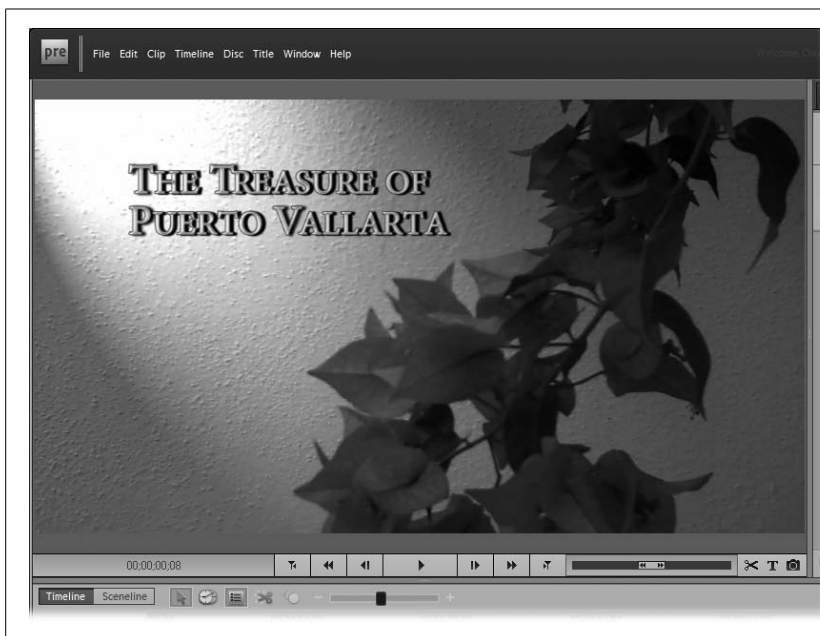 pre
File Edit Clip Timeline Disc Title Window Help
Welcome,
THE TREASURE OF
PUERTO VALLARTA
00;00;00;08
T
Timeline Sceneline